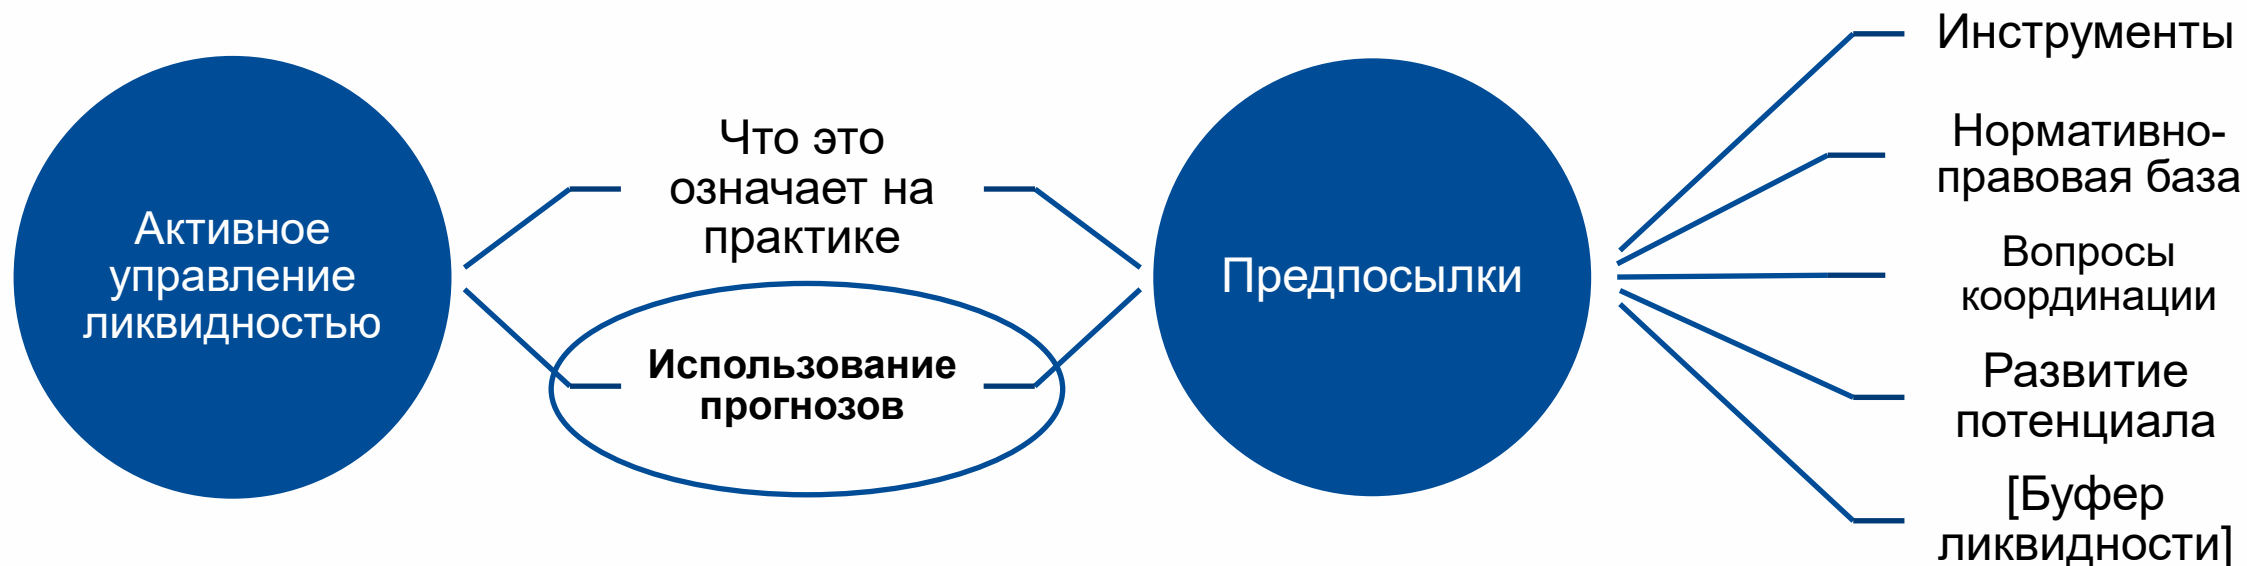 Активное
управление
ликвидностью
Что это
означает на
практике
Использование
прогнозов
Предпосылки
Инструменты
Нормативно-
правовая база
Вопросы
координации
Развитие
потенциала
[Буфер
ликвидности]